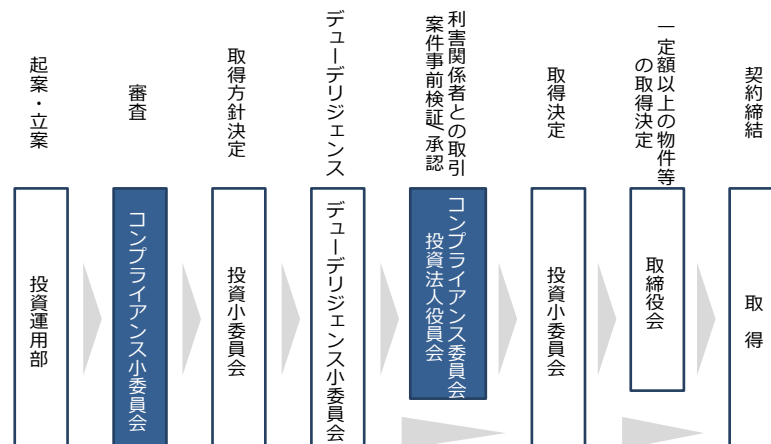 起案・立案
審査
取得方針決定
デューデリジェンス
利害関係者との取引
案件事前検証/承認
取得決定
一定額以上の物件等
の取得決定
契約締結
投資運用部
コンプライアンス小委員会
投資小委員会
デューデリジェンス小委員会
コンプライアンス委員会
投資法人役員会
投資小委員会
取締役会
取 得